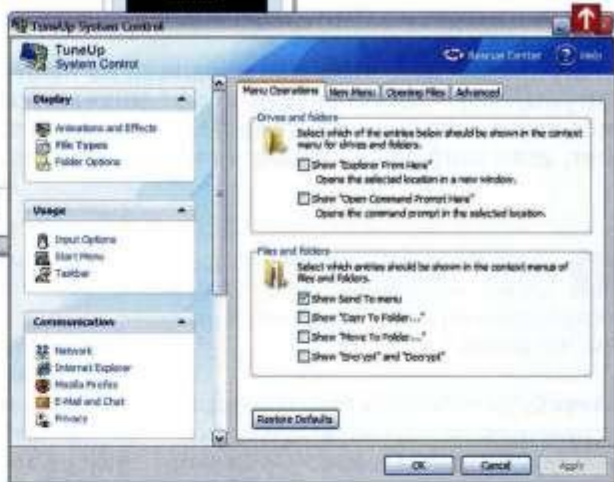 TuneUp System Control
TuneUp
System Control
Rescue Center
Help
Display
Animations and Effects
File Types
Folder Options
Usage
Input Options
Start Menu
Taskbar
Communication
Network
Internet Explorer
Mozilla Firefox
E-Mail and Chat
Privacy
Menu Operations
New Menu
Opening Files
Advanced
Drives and folders
Select which of the entries below should be shown in the context
menu for drives and folders.
Show "Explorer From Here"
Opens the selected location in a new window.
Show "Open Command Prompt Here"
Opens the command prompt in the selected location.
Files and folders
Select which entries should be shown in the context menus of
files and folders.
Show Send To menu
Show "Copy To Folder..."
Show "Move To Folder..."
Show "Encrypt" and "Decrypt"
Restore Defaults
OK
Cancel
Apply